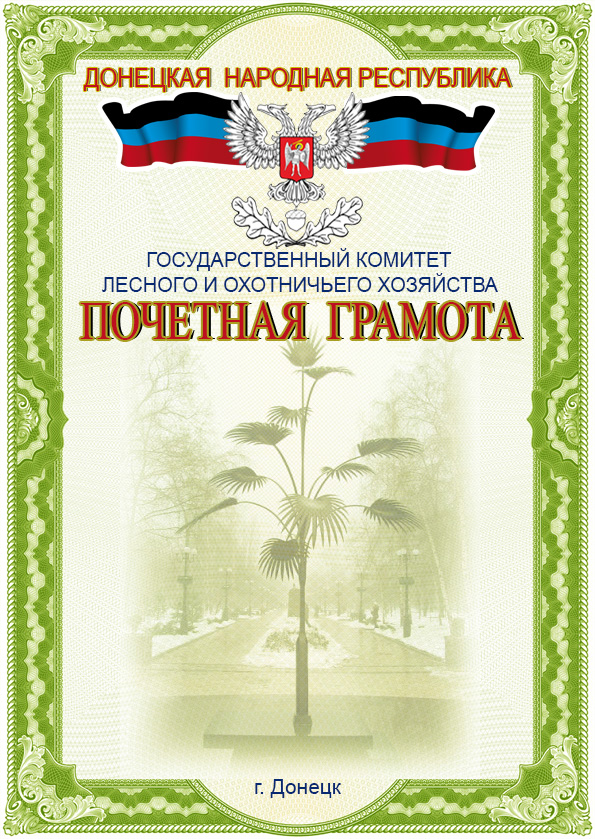 ДОНЕЦКАЯ НАРОДНАЯ РЕСПУБЛИКА
ГОСУДАРСТВЕННЫЙ КОМИТЕТ
ЛЕСНОГО И ОХОТНИЧЬЕГО ХОЗЯЙСТВА
ПОЧЕТНАЯ ГРАМОТА
г. Донецк